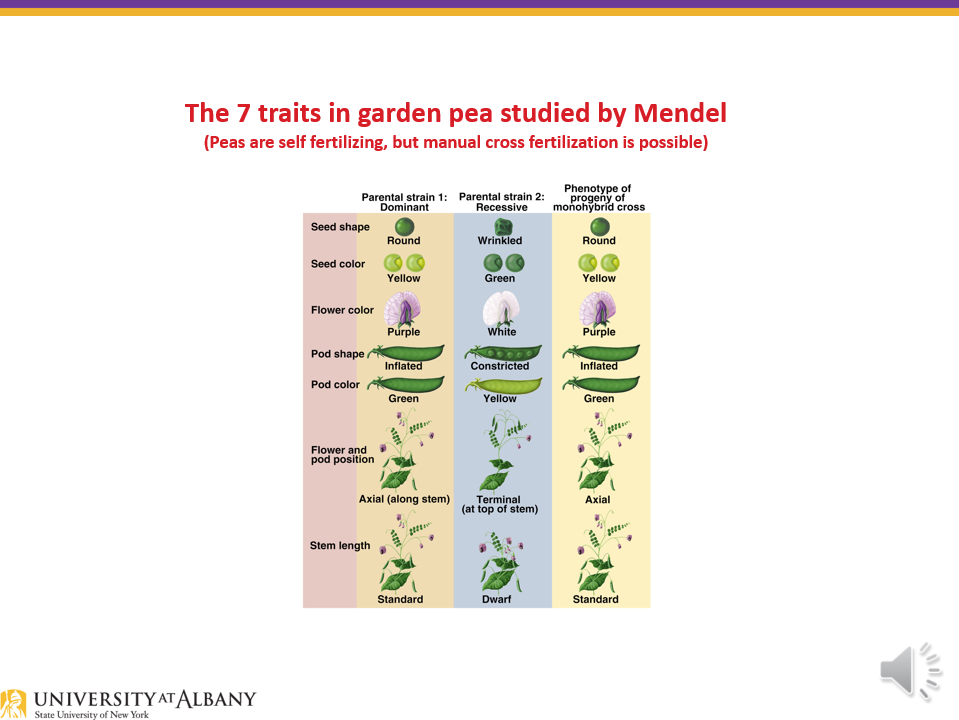 The 7 traits in garden pea studied by Mendel
(Peas are self fertilizing, but manual cross fertilization is possible)
Parental strain 1:
Dominant
Parental strain 2:
Recessive
Phenotype of
progeny of
monohybrid cross
Seed shape
Round
Wrinkled
Round
Seed color
Yellow
Green
Yellow
Flower color
Purple
White
Purple
Pod shape
Inflated
Constricted
Inflated
Pod color
Green
Yellow
Green
Flower and
pod position
Axial (along stem)
Terminal
(at top of stem)
Axial
Stem length
Standard
Dwarf
Standard
UNIVERSITY AT ALBANY
State University of New York